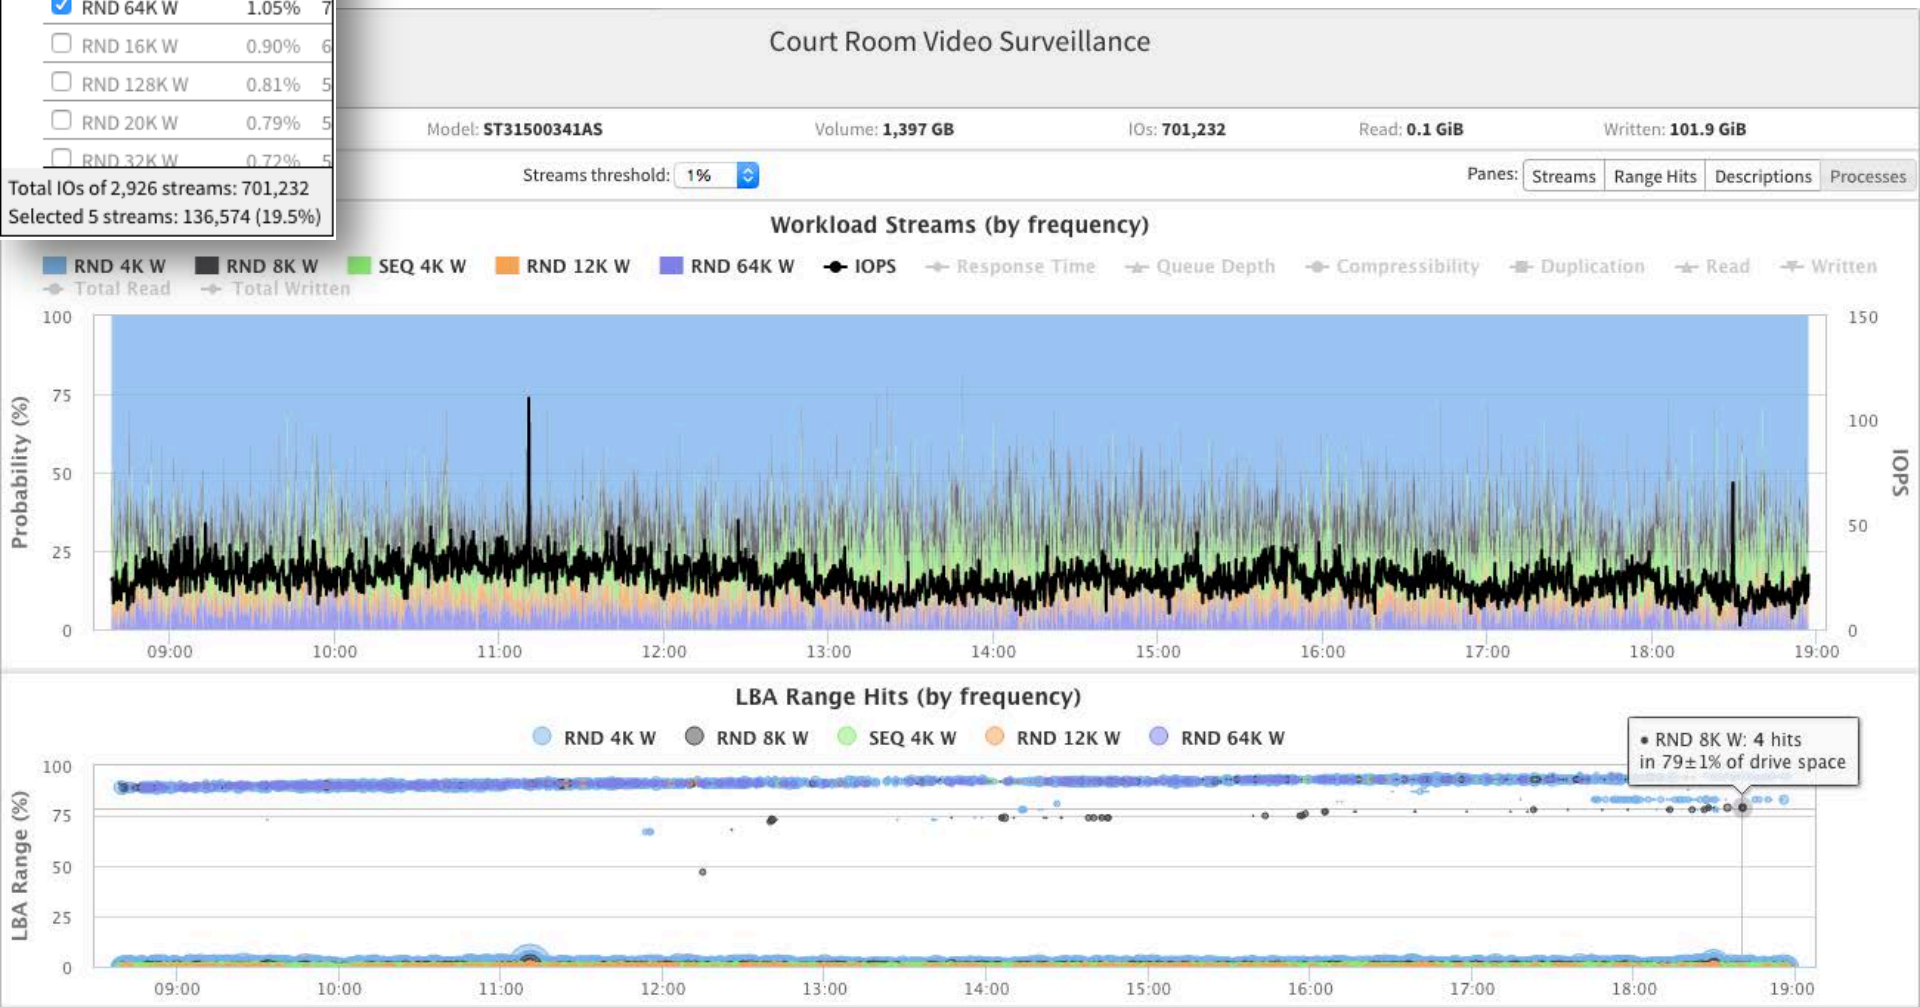 RND 64K W 1.05% 7
RND 16K W 0.90% 6
RND 128K W 0.81% 5
RND 20K W 0.79% 5
RND 32K W 0.72% 5
Total IOs of 2,926 streams: 701,232
Selected 5 streams: 136,574 (19.5%)
Court Room Video Surveillance
Model: ST31500341AS Volume: 1,397 GB IOs: 701,232 Read: 0.1 GiB Written: 101.9 GiB
Streams threshold: 1% Panes: Streams Range Hits Descriptions Processes
Workload Streams (by frequency)
RND 4K W RND 8K W SEQ 4K W RND 12K W RND 64K W IOPS Response Time Queue Depth Compressibility Duplication Read Written
Total Read Total Written
100 150
75
100
50
50
25
0 0
Probability (%)
IOPS
09:00 10:00 11:00 12:00 13:00 14:00 15:00 16:00 17:00 18:00 19:00
LBA Range Hits (by frequency)
RND 4K W RND 8K W SEQ 4K W RND 12K W RND 64K W
RND 8K W: 4 hits
in 79±1% of drive space
100
75
50
25
0
LBA Range (%)
09:00 10:00 11:00 12:00 13:00 14:00 15:00 16:00 17:00 18:00 19:00